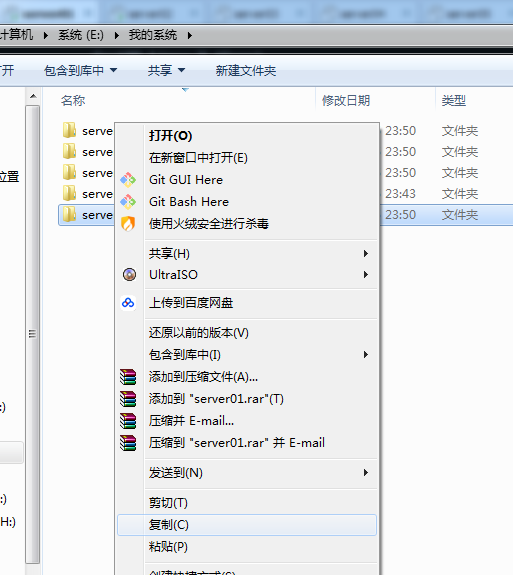 计算机 ▸ 系统 (E:) ▸ 我的系统 ▸
打开 包含到库中 共享 新建文件夹
名称 修改日期 类型
serve 23:50 文件夹
serve 23:50 文件夹
serve 23:50 文件夹
serve 23:43 文件夹
serve 23:50 文件夹
位置
:)
:)
H:)
打开(O)
在新窗口中打开(E)
Git GUI Here
Git Bash Here
使用火绒安全进行杀毒
共享(H)
UltraISO
上传到百度网盘
还原以前的版本(V)
包含到库中(I)
添加到压缩文件(A)...
添加到 "server01.rar"(T)
压缩并 E-mail...
压缩到 "server01.rar" 并 E-mail
发送到(N)
剪切(T)
复制(C)
粘贴(P)
创建快捷方式(S)